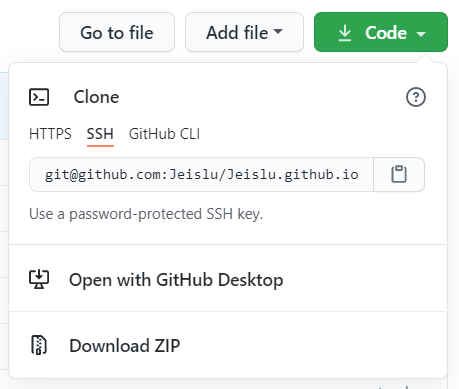 Go to file
Add file
Code
Clone
HTTPS SSH GitHub CLI
git@github.com:Jeislu/Jeislu.github.io
Use a password-protected SSH key.
Open with GitHub Desktop
Download ZIP